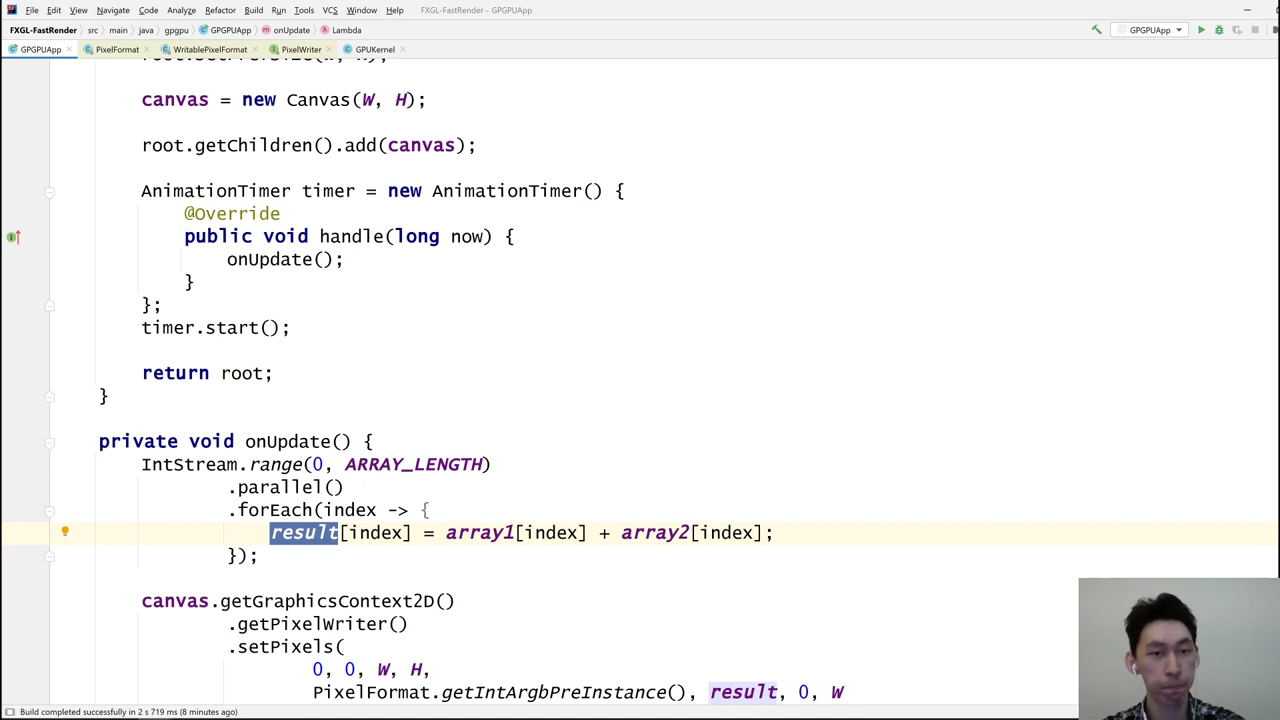 File Edit View Navigate Code Analyze Refactor Build Run Tools VCS Window Help FXGL-FastRender - GPGPUApp
FXGL-FastRender src main java gpgpu GPGPUApp onUpdate Lambda GPGPUApp
GPGPUApp PixelFormat WritablePixelFormat PixelWriter GPUKernel
canvas = new Canvas(W, H);
root.getChildren().add(canvas);
AnimationTimer timer = new AnimationTimer() {
@Override
public void handle(long now) {
onUpdate();
}
};
timer.start();
return root;
}
private void onUpdate() {
IntStream.range(0, ARRAY_LENGTH)
.parallel()
.forEach(index -> {
result[index] = array1[index] + array2[index];
});
canvas.getGraphicsContext2D()
.getPixelWriter()
.setPixels(
0, 0, W, H,
PixelFormat.getIntArgbPreInstance(), result, 0, W
Build completed successfully in 2 s 719 ms (8 minutes ago)